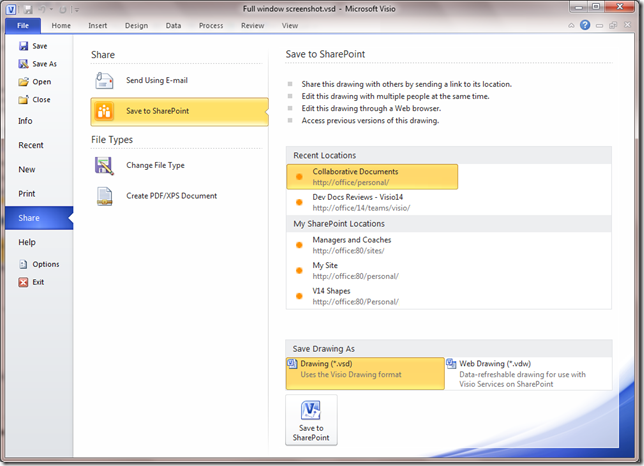 Full window screenshot.vsd - Microsoft Visio
File Home Insert Design Data Process Review View
Save
Save As
Open
Close
Info
Recent
New
Print
Share
Help
Options
Exit
Share
Send Using E-mail
Save to SharePoint
File Types
Change File Type
Create PDF/XPS Document
Save to SharePoint
Share this drawing with others by sending a link to its location.
Edit this drawing with multiple people at the same time.
Edit this drawing through a Web browser.
Access previous versions of this drawing.
Recent Locations
Collaborative Documents
http://office/personal/
Dev Docs Reviews - Visio14
http://office/14/teams/visio/
My SharePoint Locations
Managers and Coaches
http://office:80/sites/
My Site
http://office:80/personal/
V14 Shapes
http://office:80/Personal/
Save Drawing As
Drawing (*.vsd)
Uses the Visio Drawing format
Web Drawing (*.vdw)
Data-refreshable drawing for use with
Visio Services on SharePoint
Save to
SharePoint